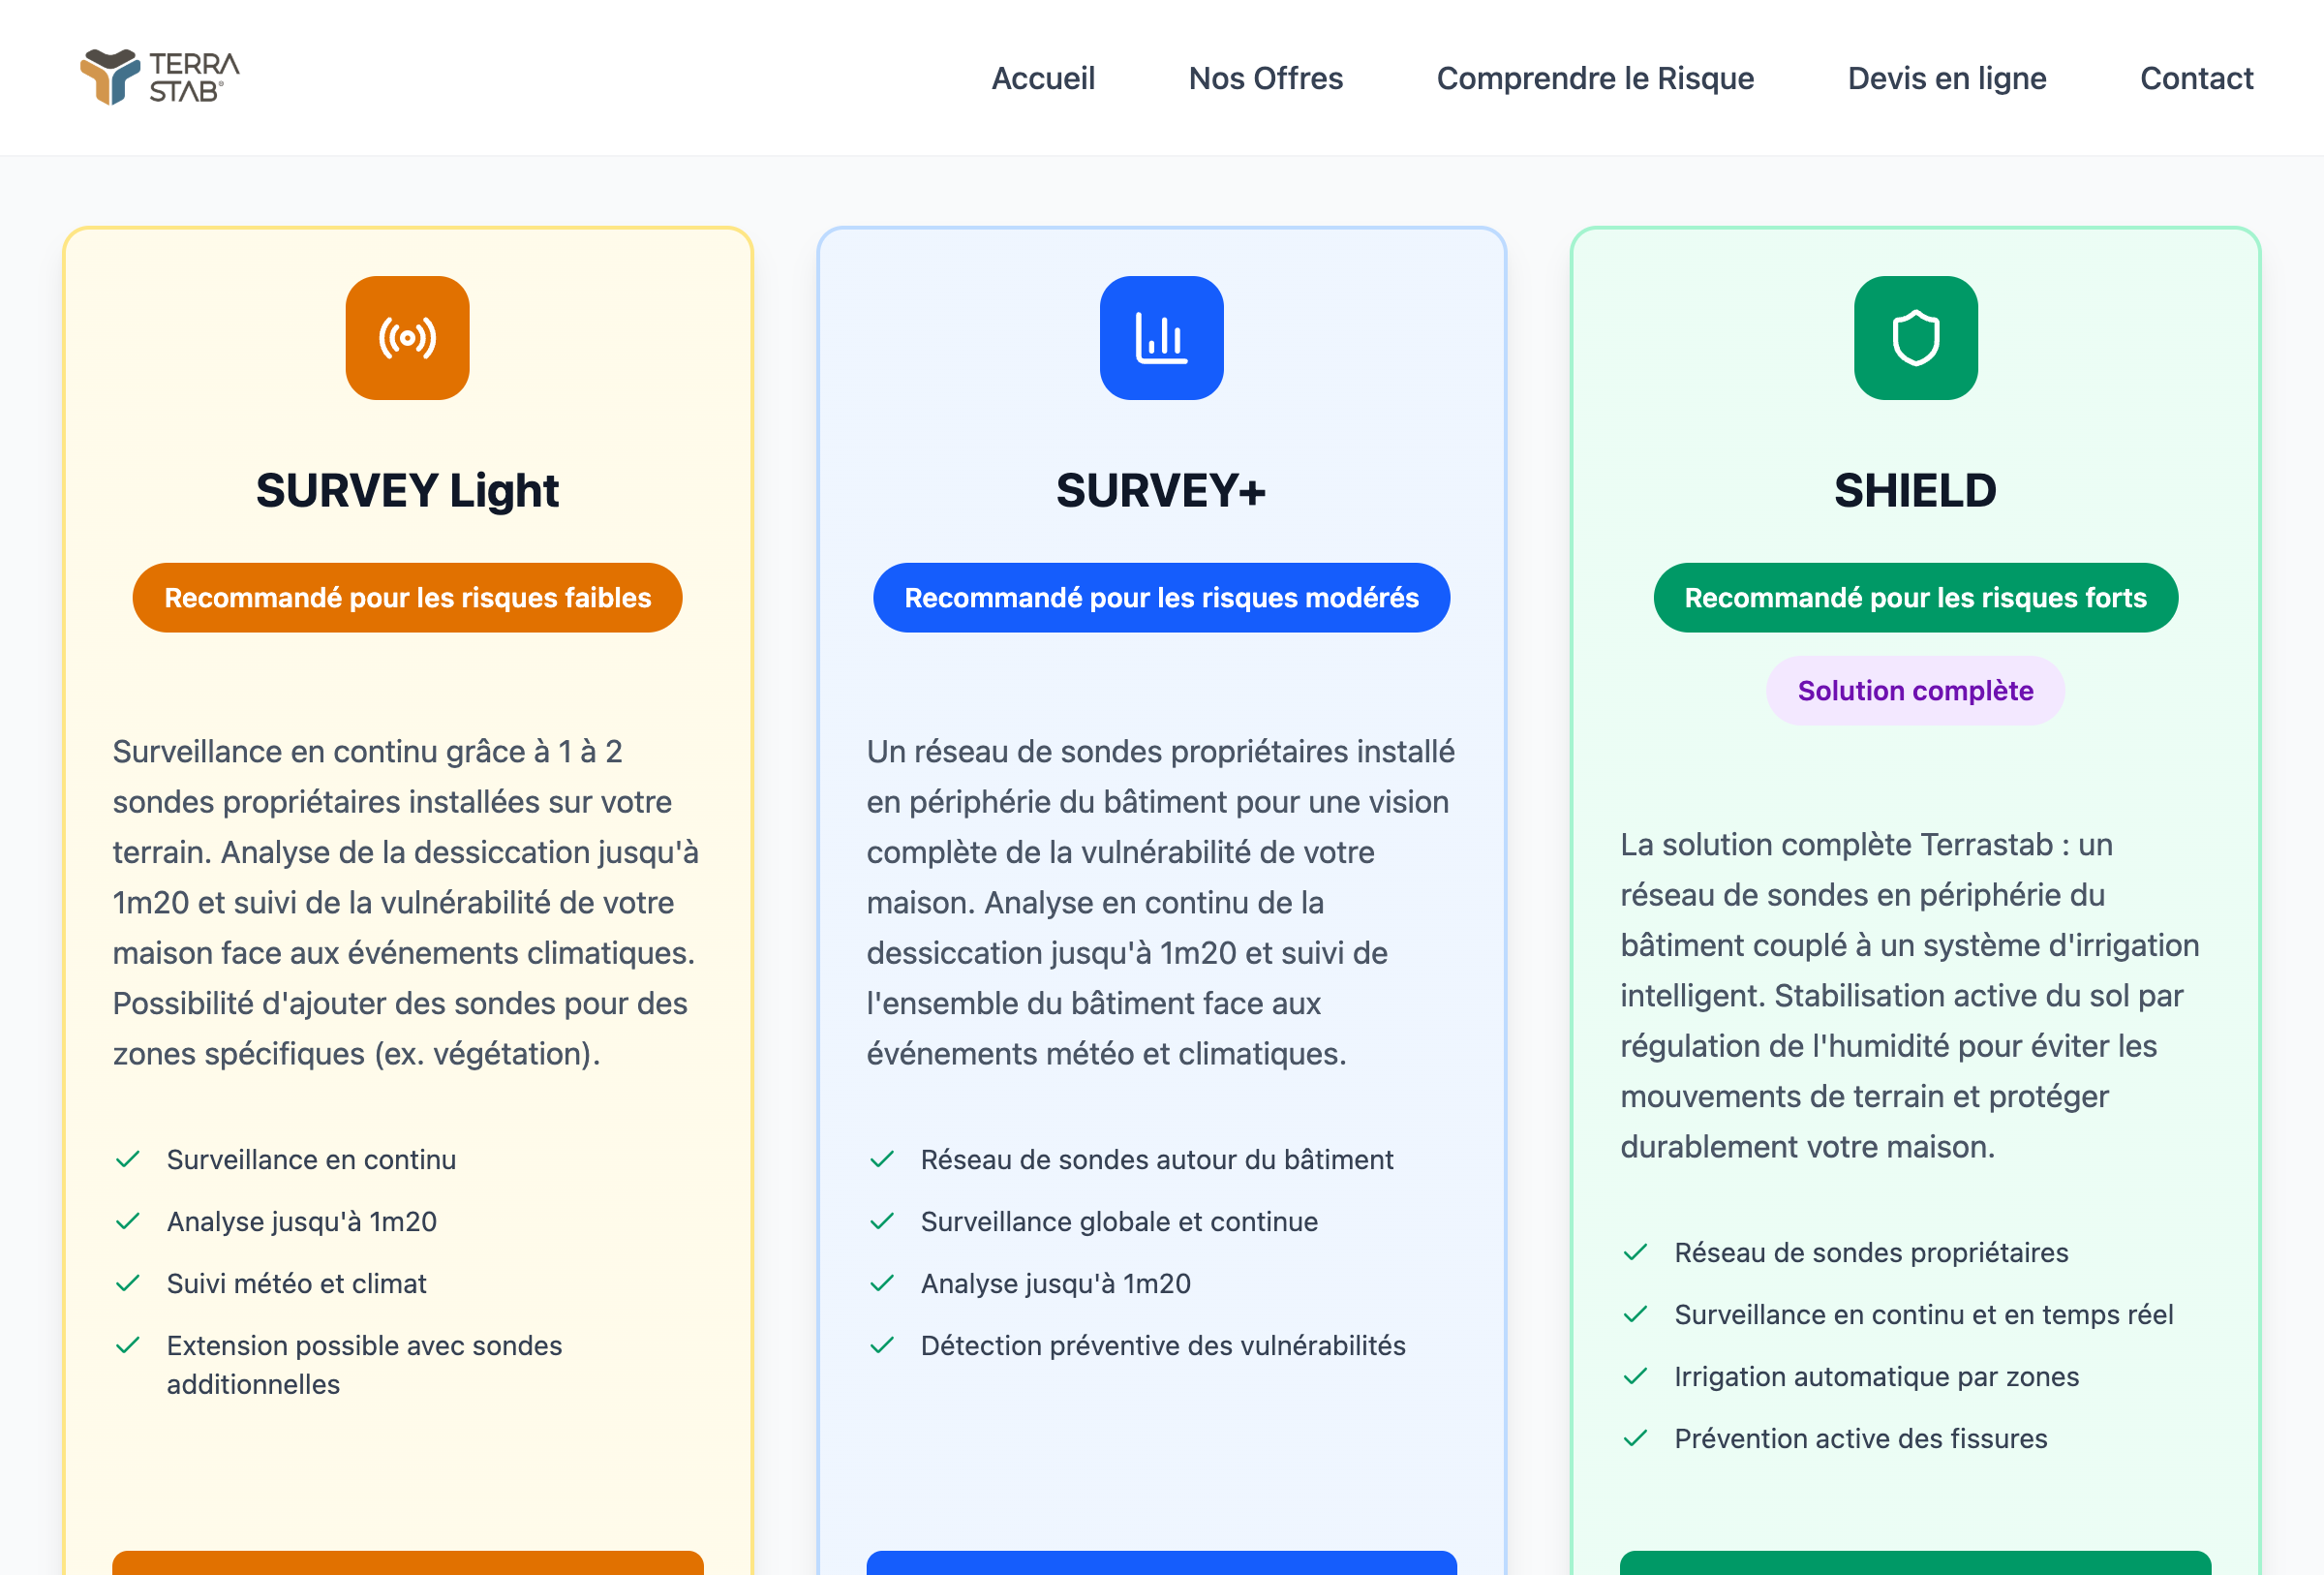 TERRA
STAB®
Accueil
Nos Offres
Comprendre le Risque
Devis en ligne
Contact
SURVEY Light
Recommandé pour les risques faibles
Surveillance en continu grâce à 1 à 2
sondes propriétaires installées sur votre
terrain. Analyse de la dessiccation jusqu'à
1m20 et suivi de la vulnérabilité de votre
maison face aux événements climatiques.
Possibilité d'ajouter des sondes pour des
zones spécifiques (ex. végétation).
Surveillance en continu
Analyse jusqu'à 1m20
Suivi météo et climat
Extension possible avec sondes
additionnelles
SURVEY+
Recommandé pour les risques modérés
Un réseau de sondes propriétaires installé
en périphérie du bâtiment pour une vision
complète de la vulnérabilité de votre
maison. Analyse en continu de la
dessiccation jusqu'à 1m20 et suivi de
l'ensemble du bâtiment face aux
événements météo et climatiques.
Réseau de sondes autour du bâtiment
Surveillance globale et continue
Analyse jusqu'à 1m20
Détection préventive des vulnérabilités
SHIELD
Recommandé pour les risques forts
Solution complète
La solution complète Terrastab : un
réseau de sondes en périphérie du
bâtiment couplé à un système d'irrigation
intelligent. Stabilisation active du sol par
régulation de l'humidité pour éviter les
mouvements de terrain et protéger
durablement votre maison.
Réseau de sondes propriétaires
Surveillance en continu et en temps réel
Irrigation automatique par zones
Prévention active des fissures